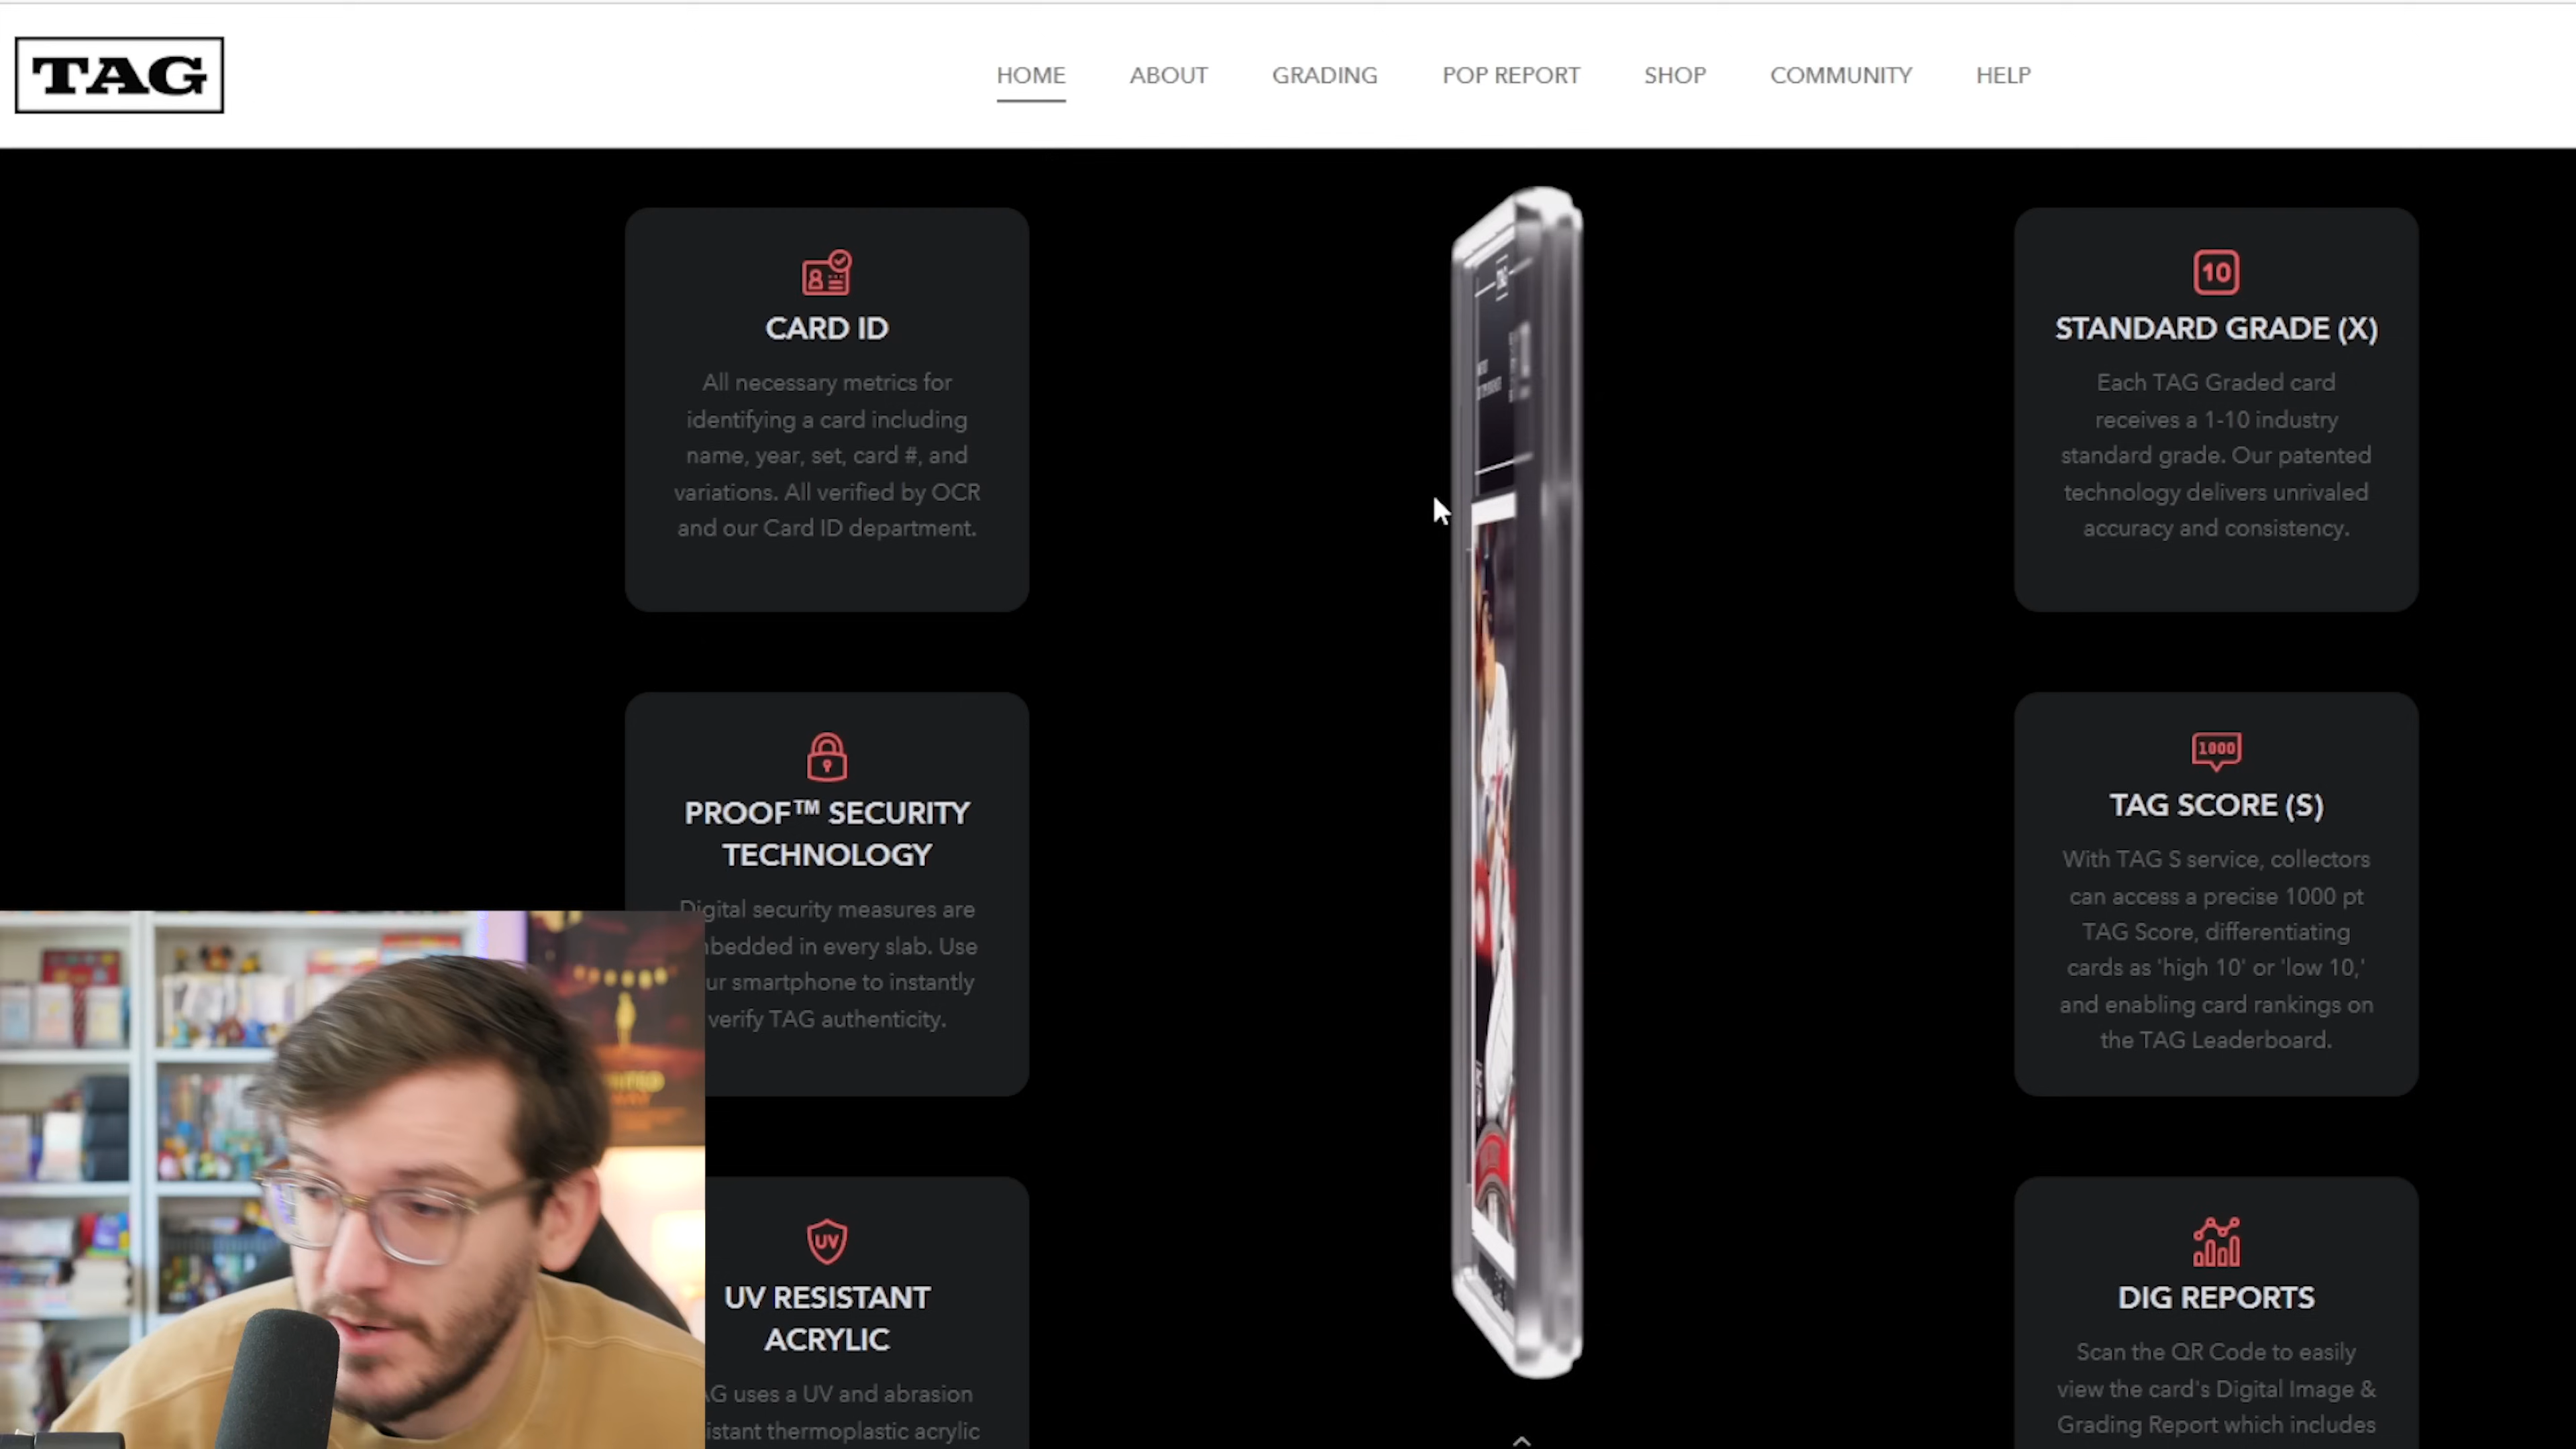 TAG
HOME
ABOUT
GRADING
POP REPORT
SHOP
COMMUNITY
HELP
CARD ID
All necessary metrics for
identifying a card including
name, year, set, card #, and
variations. All verified by OCR
and our Card ID department.
PROOF™ SECURITY
TECHNOLOGY
Digital security measures are
in every slab. Use
smartphone to instantly
verify TAG authenticity.
UV
UV RESISTANT
ACRYLIC
uses a UV and abrasion
thermoplastic acrylic
10
STANDARD GRADE (X)
Each TAG Graded card
receives a 1-10 industry
standard grade. Our patented
technology delivers unrivaled
accuracy and consistency.
1000
TAG SCORE (S)
With TAG S service, collectors
can access a precise 1000 pt
TAG Score, differentiating
cards as 'high 10' or 'low 10,'
and enabling card rankings on
the TAG Leaderboard.
DIG REPORTS
Scan the QR Code to easily
view the card's Digital Image &
Grading Report which includes